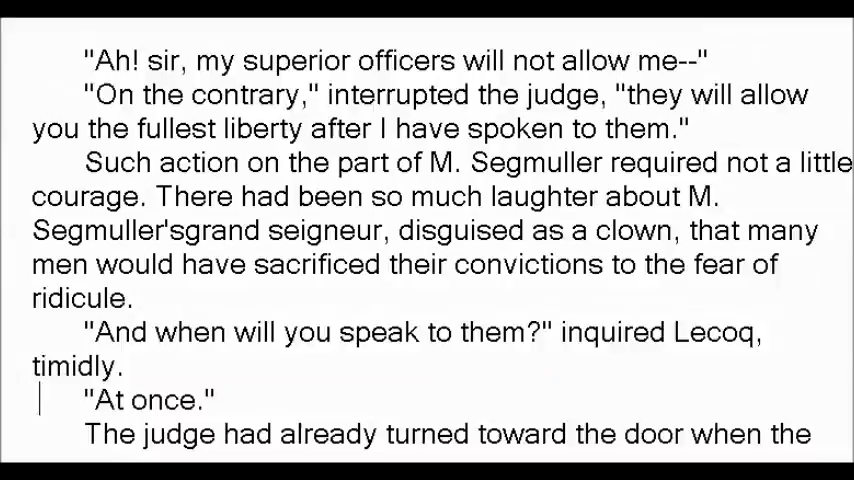 "Ah! sir, my superior officers will not allow me--"
"On the contrary," interrupted the judge, "they will allow
you the fullest liberty after I have spoken to them."
Such action on the part of M. Segmuller required not a little
courage. There had been so much laughter about M.
Segmuller'sgrand seigneur, disguised as a clown, that many
men would have sacrificed their convictions to the fear of
ridicule.
"And when will you speak to them?" inquired Lecoq,
timidly.
"At once."
The judge had already turned toward the door when the